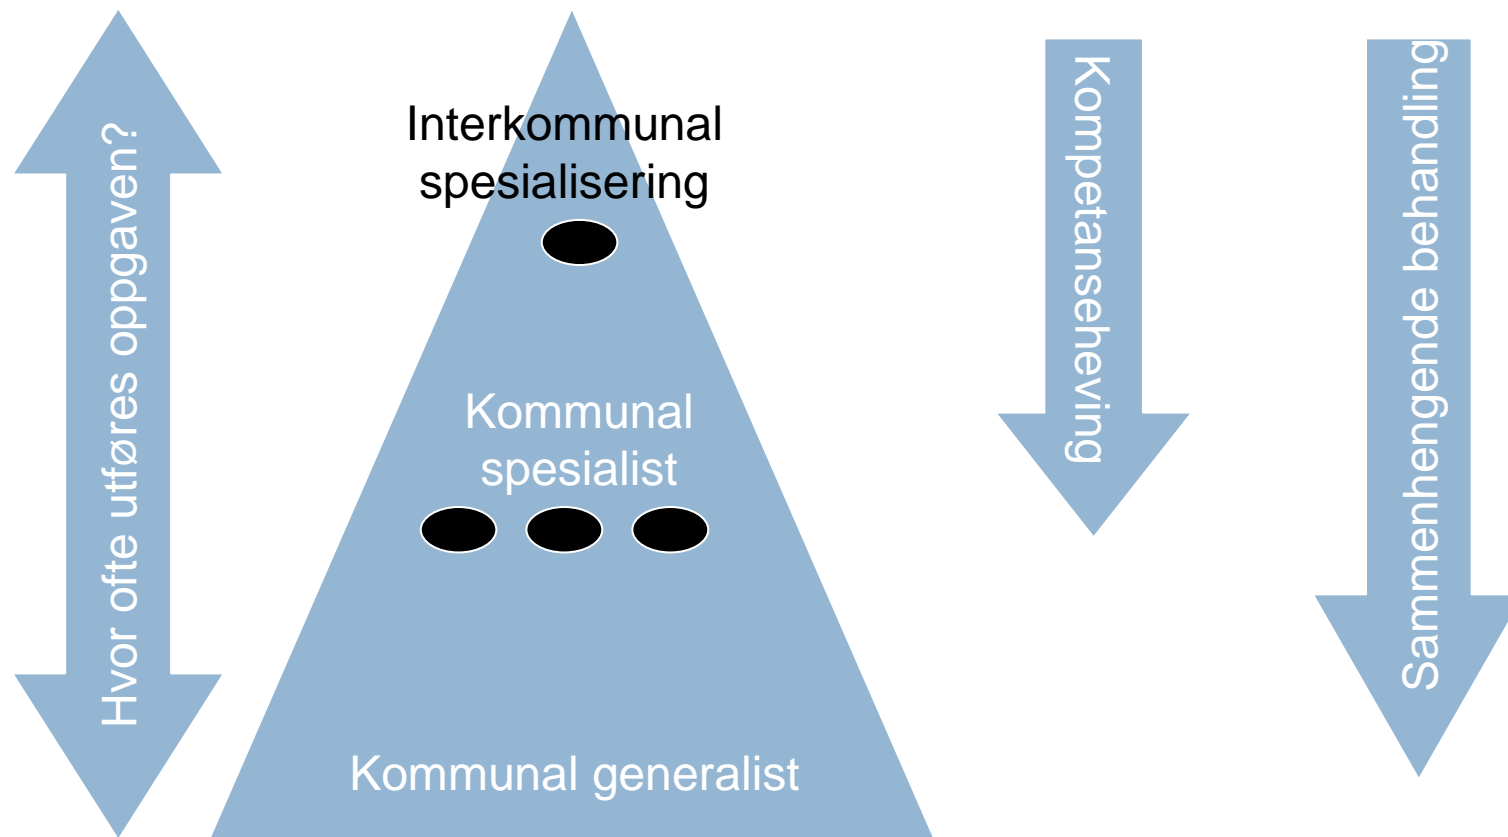 Hvor ofte utføres oppgaven?
Interkommunal
spesialisering
Kommunal
spesialist
Kommunal generalist
Kompetanseheving
Sammenhengende behandling